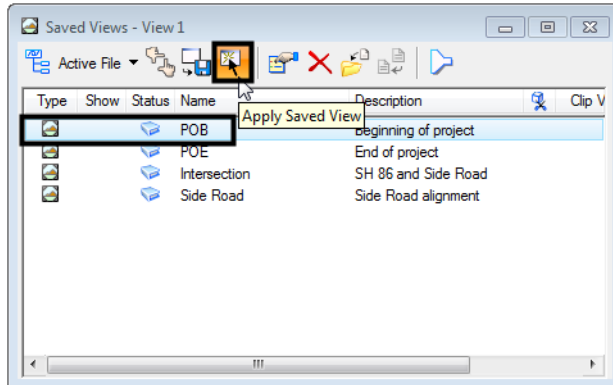 Saved Views - View 1
Active File
Type Show Status Name Description Clip V
Apply Saved View
POB Beginning of project
POE End of project
Intersection SH 86 and Side Road
Side Road Side Road alignment